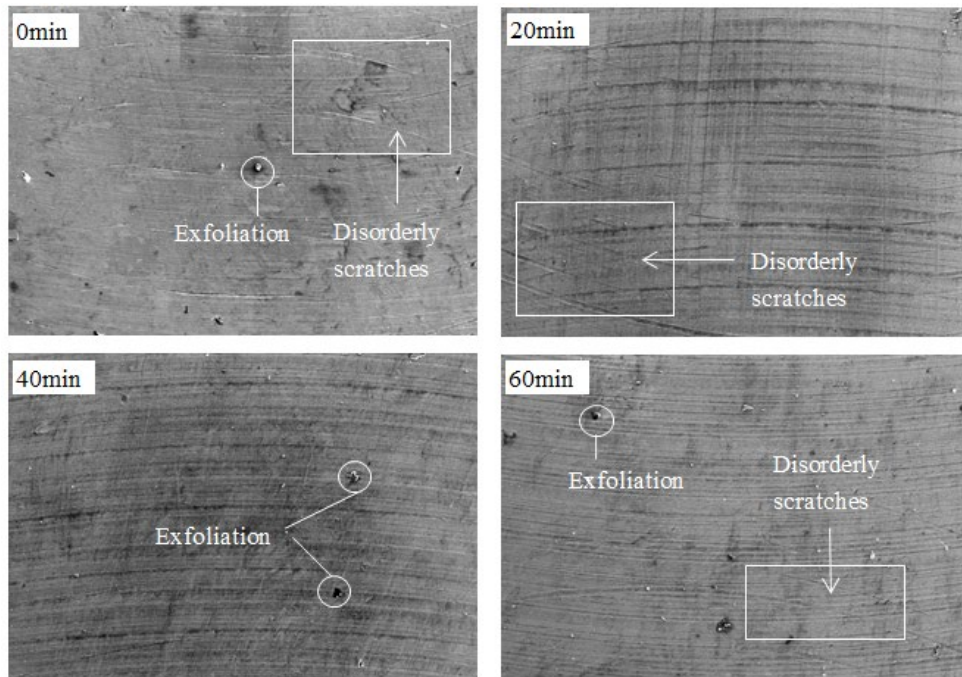 0min
Exfoliation
Disorderly
scratches
20min
Disorderly
scratches
40min
Exfoliation
60min
Exfoliation
Disorderly
scratches